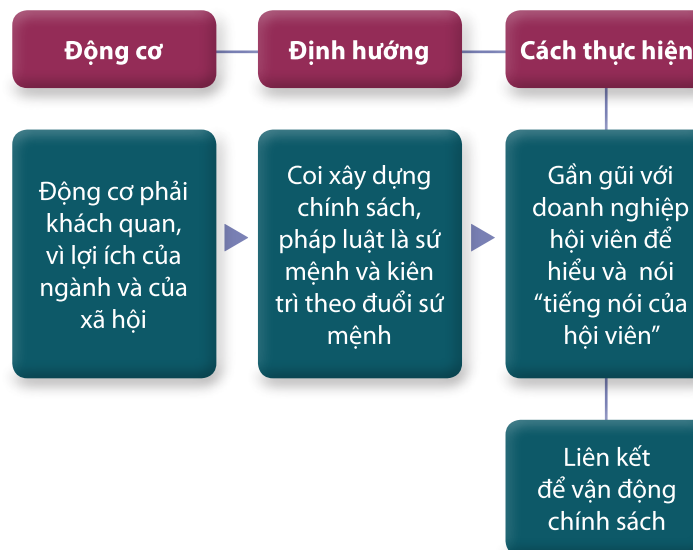 Động cơ
Định hướng
Cách thực hiện
Động cơ phải
khách quan,
vì lợi ích của
ngành và của
xã hội
Coi xây dựng
chính sách,
pháp luật là sứ
mệnh và kiên
trì theo đuổi sứ
mệnh
Gần gũi với
doanh nghiệp
hội viên để
hiểu và nói
“tiếng nói của
hội viên”
Liên kết
để vận động
chính sách